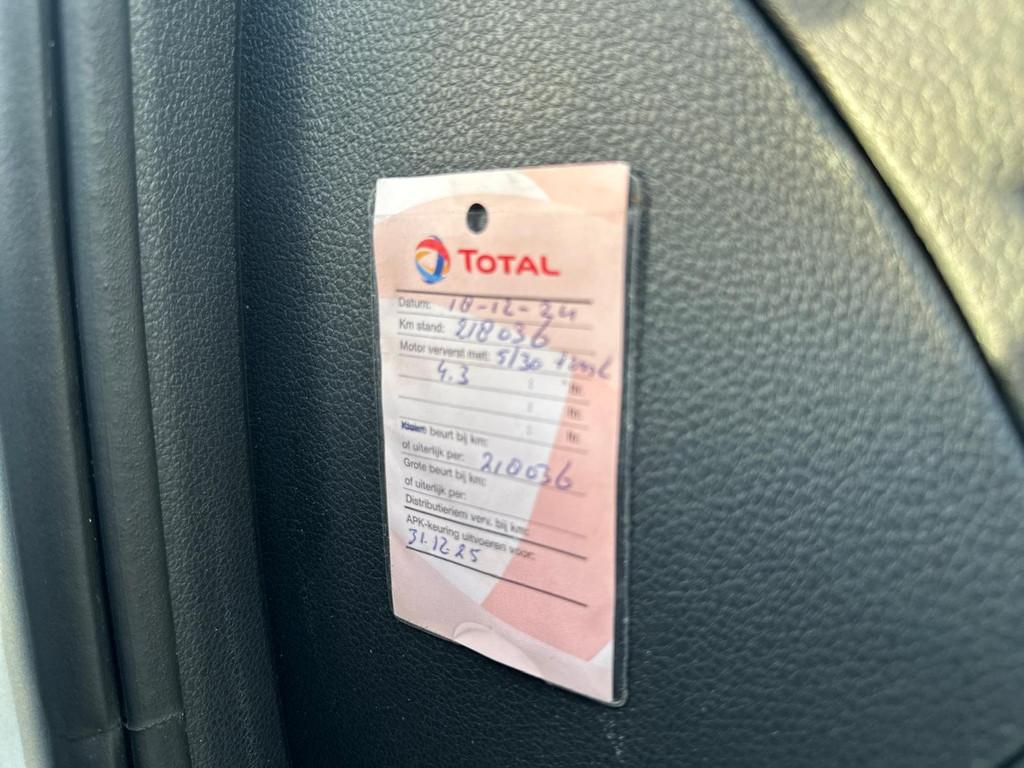 TOTAL
Datum: 18-12-24
Km stand: 218036
Motor ververst met: 5/30
4.3 ltr.
ltr.
ltr.
beurt bij km:
of uiterlijk per: 218036
Grote beurt bij km:
of uiterlijk per:
Distributieriem verv. bij km:
APK-keuring uitvoeren voor:
31.12.25